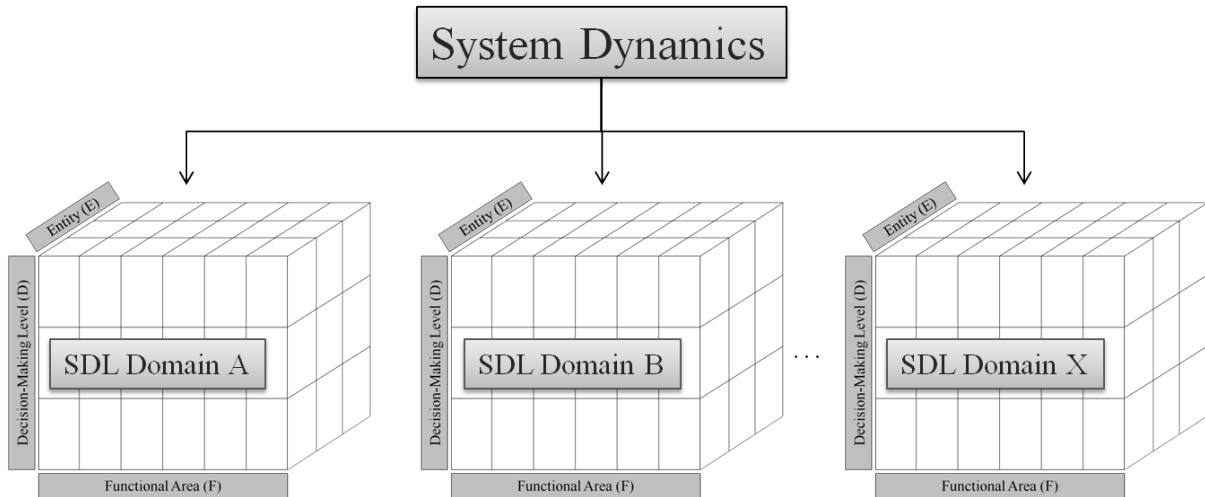 System Dynamics
Entity (E)
Entity (E)
Entity (E)
Decision-Making Level (D)
SDL Domain A
Functional Area (F)
Decision-Making Level (D)
SDL Domain B
Functional Area (F)
...
Decision-Making Level (D)
SDL Domain X
Functional Area (F)